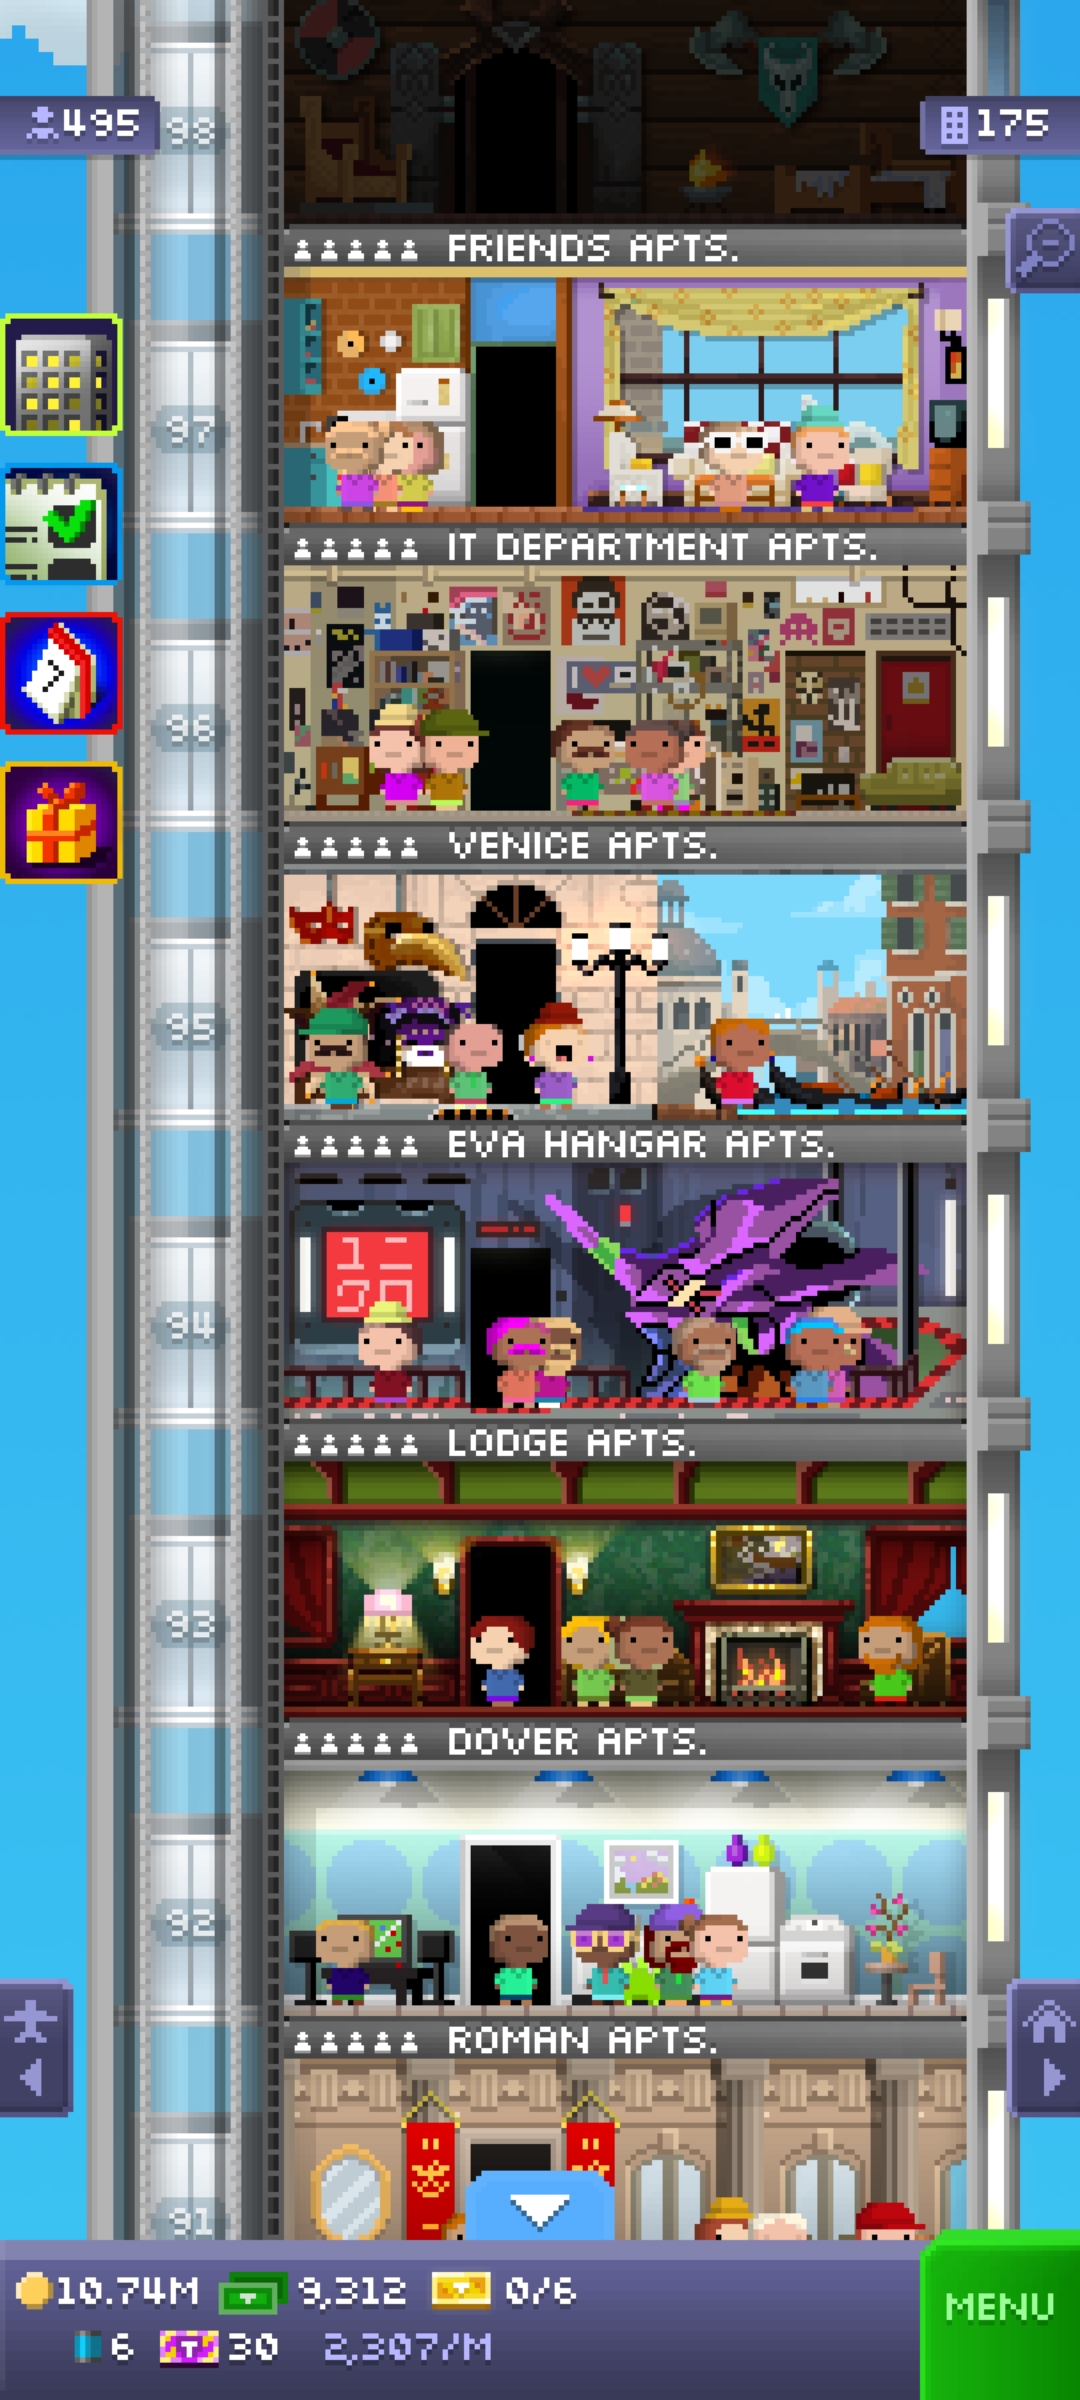 495
98
175
FRIENDS APTS.
97
IT DEPARTMENT APTS.
96
VENICE APTS.
95
EVA HANGAR APTS.
94
LODGE APTS.
93
DOVER APTS.
92
ROMAN APTS.
91
10.74M 9,312 0/6
6 T 30 2,307/M
MENU